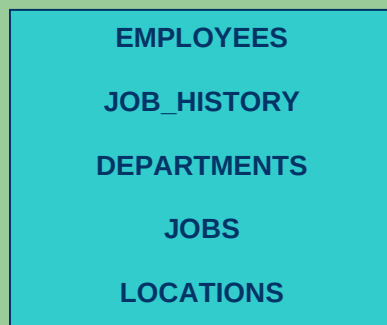 EMPLOYEES
JOB_HISTORY
DEPARTMENTS
JOBS
LOCATIONS